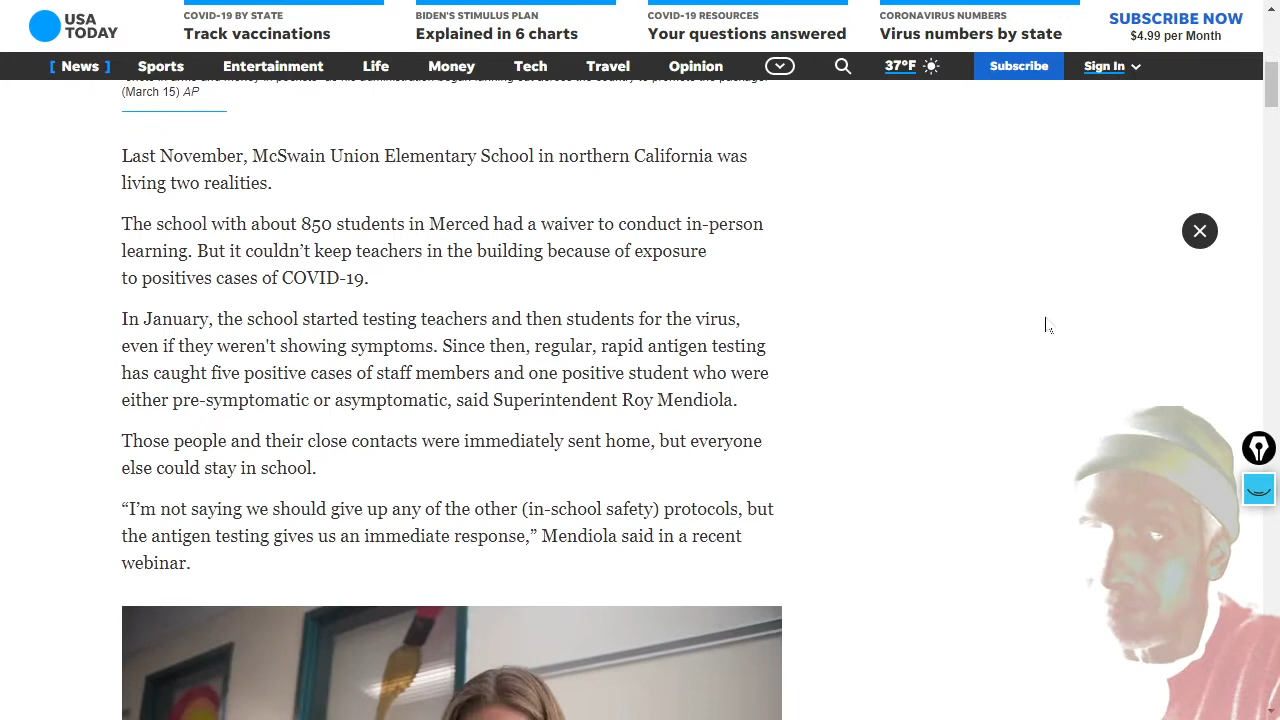 USA
TODAY
COVID-19 BY STATE
Track vaccinations
BIDEN'S STIMULUS PLAN
Explained in 6 charts
COVID-19 RESOURCES
Your questions answered
CORONAVIRUS NUMBERS
Virus numbers by state
SUBSCRIBE NOW
$4.99 per Month
[ News ] Sports Entertainment Life Money Tech Travel Opinion 37°F Subscribe Sign In
(March 15) AP
Last November, McSwain Union Elementary School in northern California was
living two realities.
The school with about 850 students in Merced had a waiver to conduct in-person
learning. But it couldn’t keep teachers in the building because of exposure
to positives cases of COVID-19.
In January, the school started testing teachers and then students for the virus,
even if they weren't showing symptoms. Since then, regular, rapid antigen testing
has caught five positive cases of staff members and one positive student who were
either pre-symptomatic or asymptomatic, said Superintendent Roy Mendiola.
Those people and their close contacts were immediately sent home, but everyone
else could stay in school.
“I’m not saying we should give up any of the other (in-school safety) protocols, but
the antigen testing gives us an immediate response,” Mendiola said in a recent
webinar.